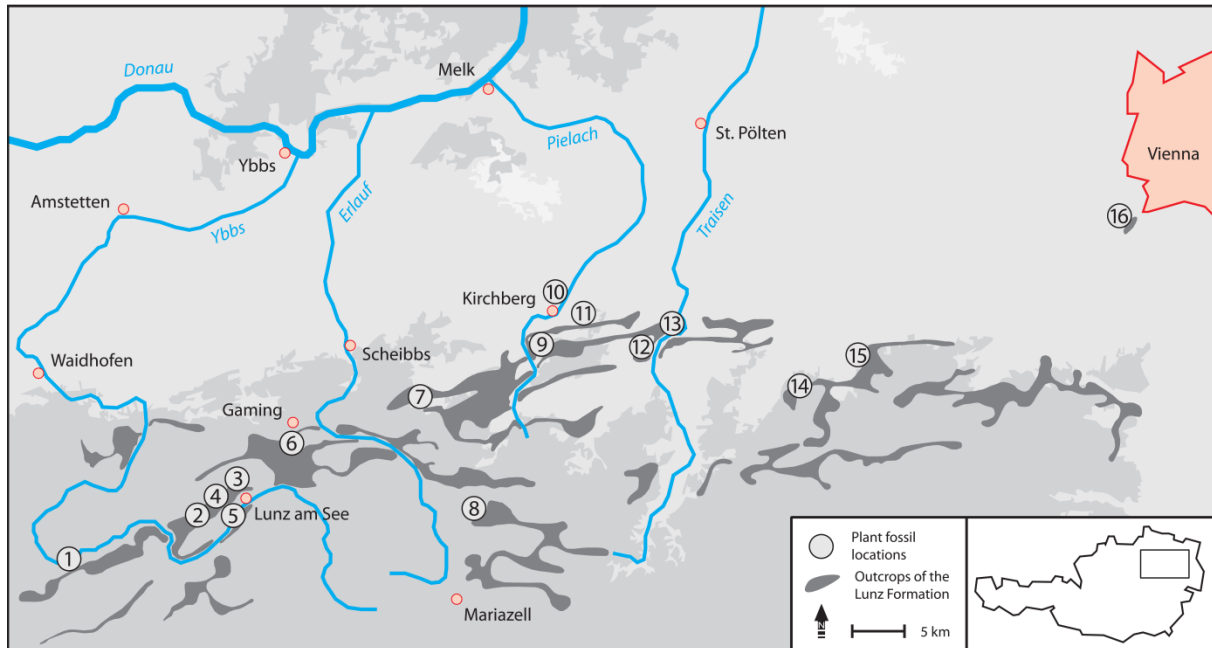 Donau
Melk
Pielach
St. Pölten
Vienna
Ybbs
Erlauf
Amstetten
Ybbs
Traisen
16
10
Kirchberg
11
13
9
12
Scheibbs
Waidhofen
15
14
7
Gaming
6
3
4
2
5
Lunz am See
8
1
Mariazell
Plant fossil
locations
Outcrops of the
Lunz Formation
N
5 km